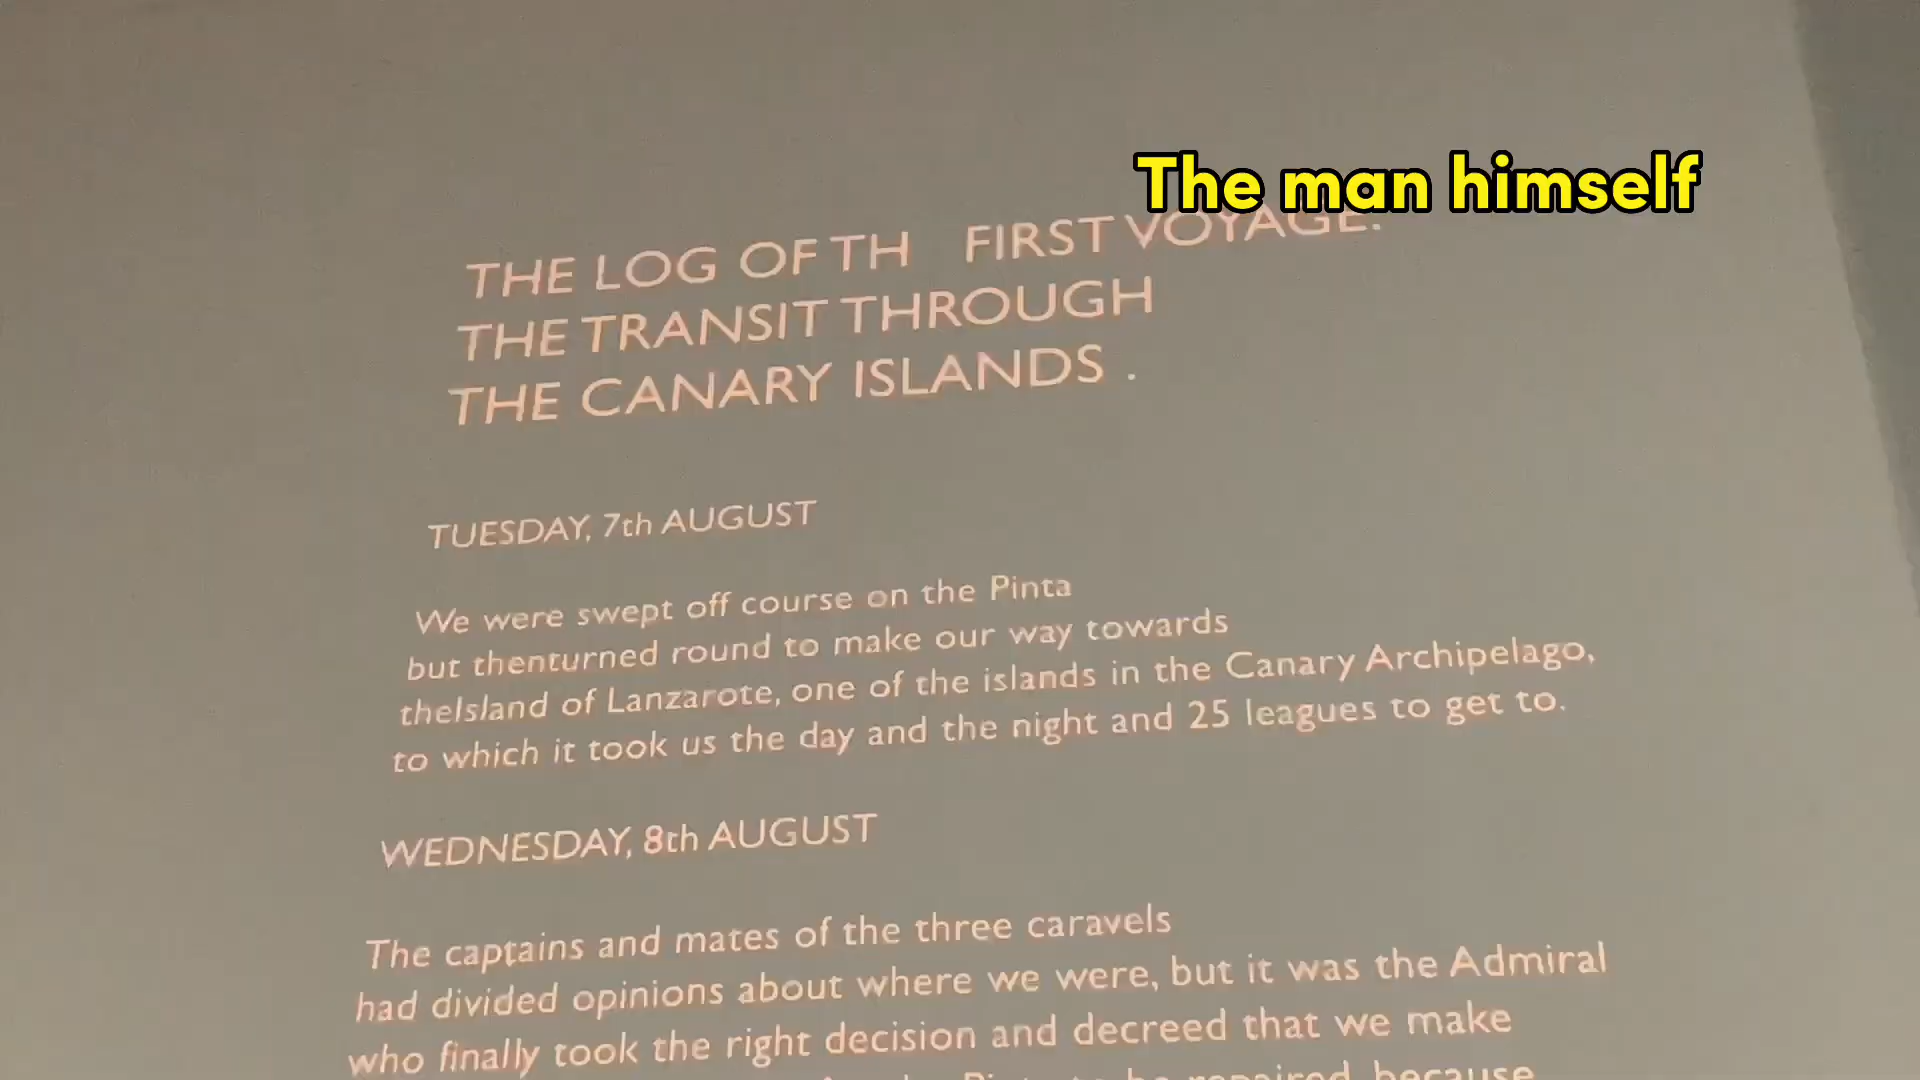 The man himself
THE LOG OF TH FIRST VOYAGE.
THE TRANSIT THROUGH
THE CANARY ISLANDS .
TUESDAY, 7th AUGUST
We were swept off course on the Pinta
but thenturned round to make our way towards
theIsland of Lanzarote, one of the islands in the Canary Archipelago,
to which it took us the day and the night and 25 leagues to get to.
WEDNESDAY, 8th AUGUST
The captains and mates of the three caravels
had divided opinions about where we were, but it was the Admiral
who finally took the right decision and decreed that we make
repaired because